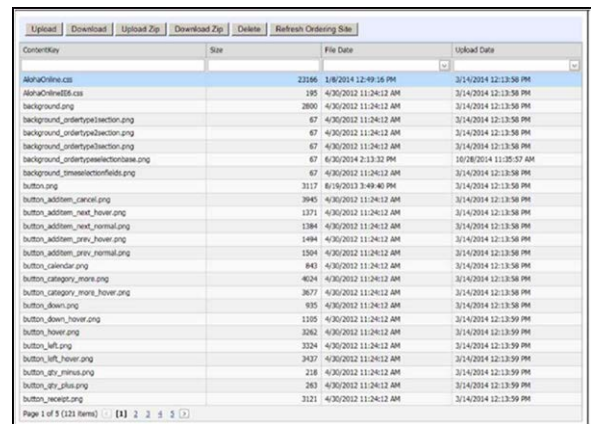 Upload Download Upload Zip Download Zip Delete Refresh Ordering Site
ContentKey Size File Date Upload Date
AlohaOnline.css 23166 1/8/2014 12:49:16 PM 3/14/2014 12:13:58 PM
AlohaOnlineIE6.css 195 4/30/2012 11:24:12 AM 3/14/2014 12:13:58 PM
background.png 2800 4/30/2012 11:24:12 AM 3/14/2014 12:13:58 PM
background_ordertype1section.png 67 4/30/2012 11:24:12 AM 3/14/2014 12:13:58 PM
background_ordertype2section.png 67 4/30/2012 11:24:12 AM 3/14/2014 12:13:58 PM
background_ordertype3section.png 67 4/30/2012 11:24:12 AM 3/14/2014 12:13:58 PM
background_ordertypeselectionbase.png 67 6/30/2014 2:13:32 PM 10/28/2014 11:35:57 AM
background_timeselectionfields.png 67 4/30/2012 11:24:12 AM 3/14/2014 12:13:58 PM
button.png 3117 8/19/2013 3:49:40 PM 3/14/2014 12:13:58 PM
button_additem_cancel.png 3945 4/30/2012 11:24:12 AM 3/14/2014 12:13:58 PM
button_additem_next_hover.png 1371 4/30/2012 11:24:12 AM 3/14/2014 12:13:58 PM
button_additem_next_normal.png 1384 4/30/2012 11:24:12 AM 3/14/2014 12:13:58 PM
button_additem_prev_hover.png 1494 4/30/2012 11:24:12 AM 3/14/2014 12:13:58 PM
button_additem_prev_normal.png 1504 4/30/2012 11:24:12 AM 3/14/2014 12:13:58 PM
button_calendar.png 843 4/30/2012 11:24:12 AM 3/14/2014 12:13:58 PM
button_category_more.png 4024 4/30/2012 11:24:12 AM 3/14/2014 12:13:58 PM
button_category_more_hover.png 3677 4/30/2012 11:24:12 AM 3/14/2014 12:13:58 PM
button_down.png 935 4/30/2012 11:24:12 AM 3/14/2014 12:13:58 PM
button_down_hover.png 1105 4/30/2012 11:24:12 AM 3/14/2014 12:13:59 PM
button_hover.png 3262 4/30/2012 11:24:12 AM 3/14/2014 12:13:59 PM
button_left.png 3324 4/30/2012 11:24:12 AM 3/14/2014 12:13:59 PM
button_left_hover.png 3437 4/30/2012 11:24:12 AM 3/14/2014 12:13:59 PM
button_qty_minus.png 218 4/30/2012 11:24:12 AM 3/14/2014 12:13:59 PM
button_qty_plus.png 263 4/30/2012 11:24:12 AM 3/14/2014 12:13:59 PM
button_receipt.png 3121 4/30/2012 11:24:12 AM 3/14/2014 12:13:59 PM
Page 1 of 5 (121 items) [1] 2 3 4 5